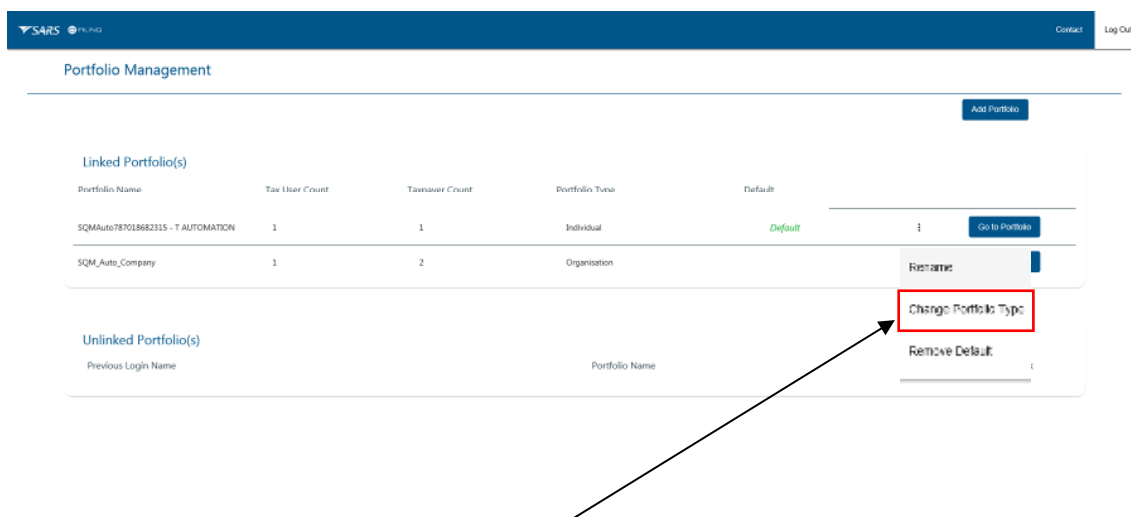 SARS eFILING
Contact
Log Out
Portfolio Management
Add Portfolio
Linked Portfolio(s)
Portfolio Name Tax User Count Taxpayer Count Portfolio Type Default
SQMAuto787018682315 - T AUTOMATION 1 1 Individual Default Go to Portfolio
SQM_Auto_Company 1 2 Organisation
Rename
Change Portfolio Type
Remove Default
Unlinked Portfolio(s)
Previous Login Name Portfolio Name